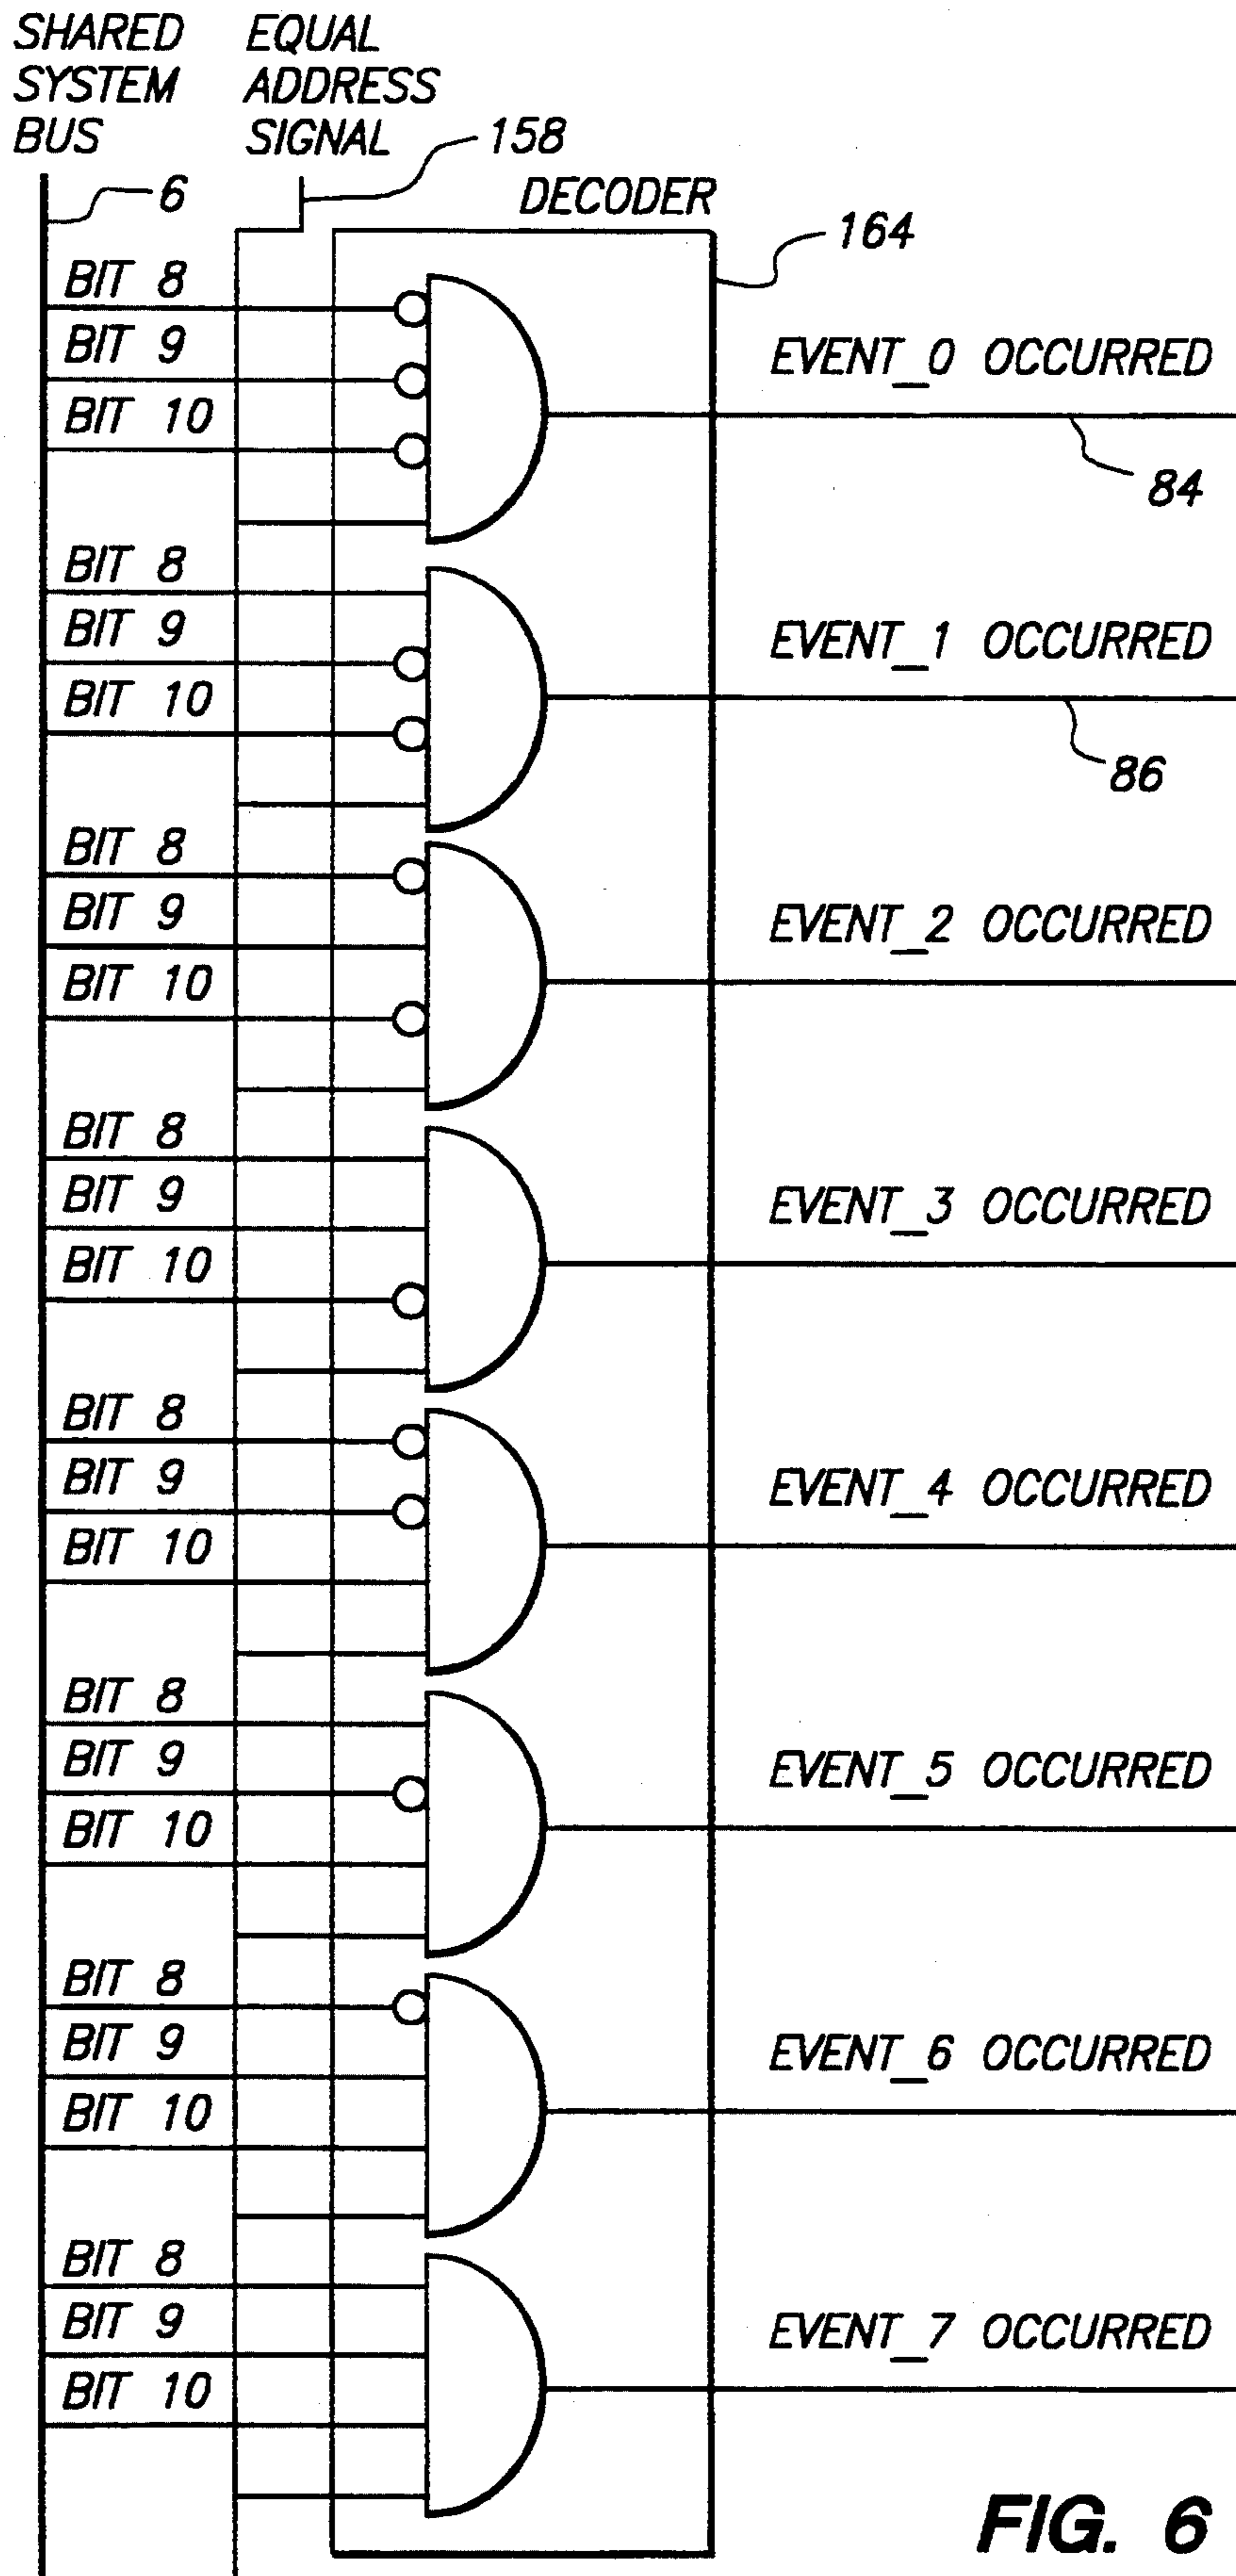 SHARED EQUAL
SYSTEM ADDRESS
BUS SIGNAL 158
6 DECODER
164
BIT 8
BIT 9
EVENT_0 OCCURRED
BIT 10
84
BIT 8
BIT 9
EVENT_1 OCCURRED
BIT 10
86
BIT 8
BIT 9
EVENT_2 OCCURRED
BIT 10
BIT 8
BIT 9
EVENT_3 OCCURRED
BIT 10
BIT 8
BIT 9
EVENT_4 OCCURRED
BIT 10
BIT 8
BIT 9
EVENT_5 OCCURRED
BIT 10
BIT 8
BIT 9
EVENT_6 OCCURRED
BIT 10
BIT 8
BIT 9
EVENT_7 OCCURRED
BIT 10
FIG. 6